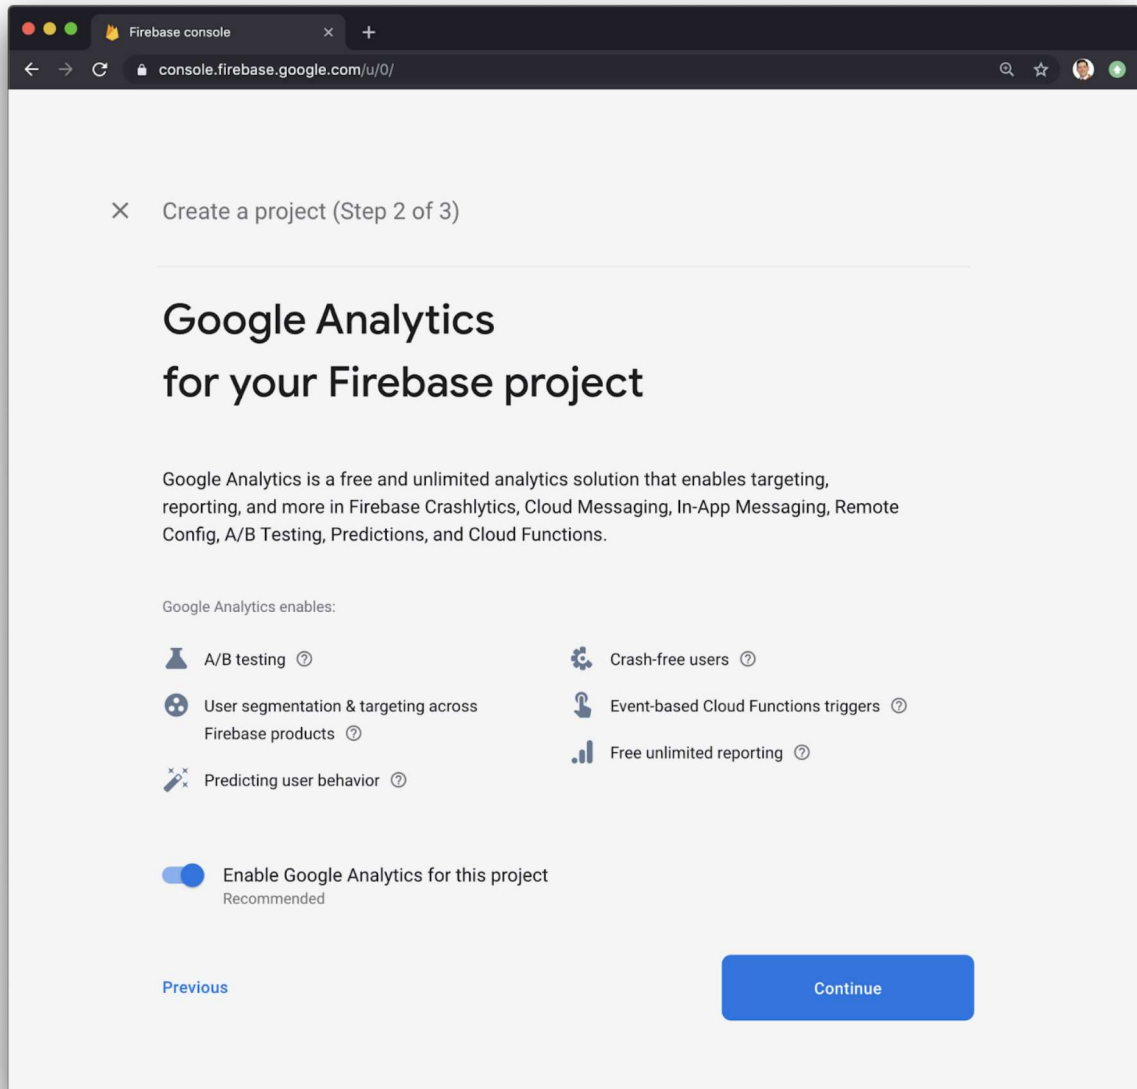 Firebase console
console.firebase.google.com/u/0/
Create a project (Step 2 of 3)
Google Analytics
for your Firebase project
Google Analytics is a free and unlimited analytics solution that enables targeting,
reporting, and more in Firebase Crashlytics, Cloud Messaging, In-App Messaging, Remote
Config, A/B Testing, Predictions, and Cloud Functions.
Google Analytics enables:
A/B testing
User segmentation & targeting across
Firebase products
Predicting user behavior
Crash-free users
Event-based Cloud Functions triggers
Free unlimited reporting
Enable Google Analytics for this project
Recommended
Previous
Continue